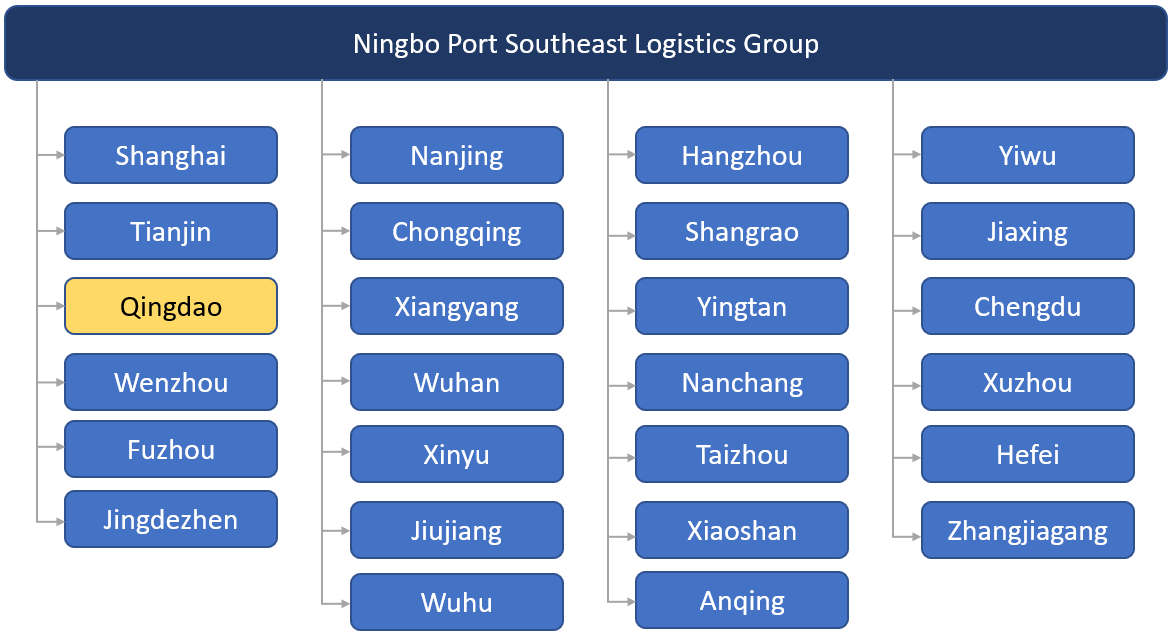 Ningbo Port Southeast Logistics Group
Shanghai
Tianjin
Qingdao
Wenzhou
Fuzhou
Jingdezhen
Nanjing
Chongqing
Xiangyang
Wuhan
Xinyu
Jiujiang
Wuhu
Hangzhou
Shangrao
Yingtan
Nanchang
Taizhou
Xiaoshan
Anqing
Yiwu
Jiaxing
Chengdu
Xuzhou
Hefei
Zhangjiagang